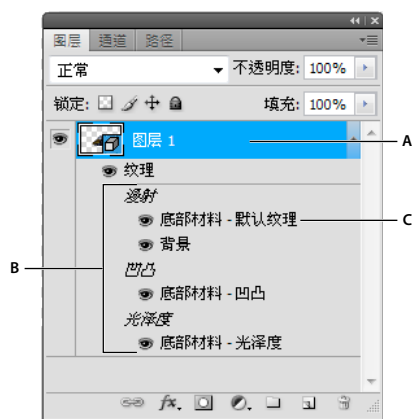 图层 通道 路径
正常 不透明度: 100%
锁定: 填充: 100%
图层 1
A
纹理
漫射
底部材料 - 默认纹理
C
背景
B
凹凸
底部材料 - 凹凸
光泽度
底部材料 - 光泽度
fx.